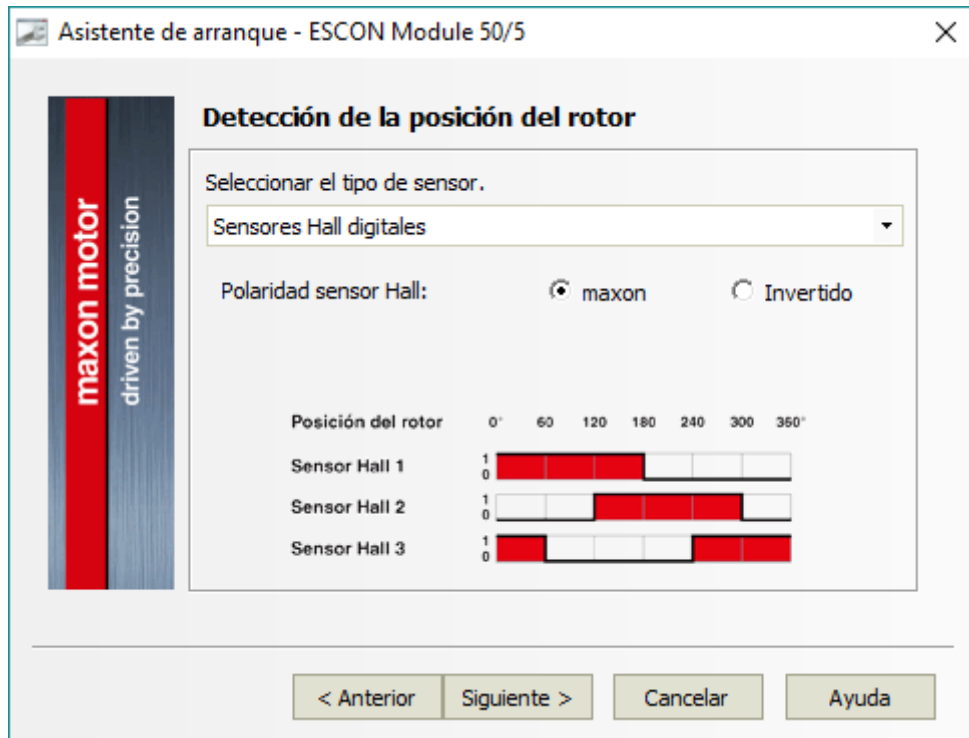 Asistente de arranque - ESCON Module 50/5
maxon motor
driven by precision
Detección de la posición del rotor
Seleccionar el tipo de sensor.
Sensores Hall digitales
Polaridad sensor Hall: maxon Invertido
Posición del rotor 0° 60 120 180 240 300 360°
Sensor Hall 1 1 0
Sensor Hall 2 1 0
Sensor Hall 3 1 0
< Anterior Siguiente > Cancelar Ayuda